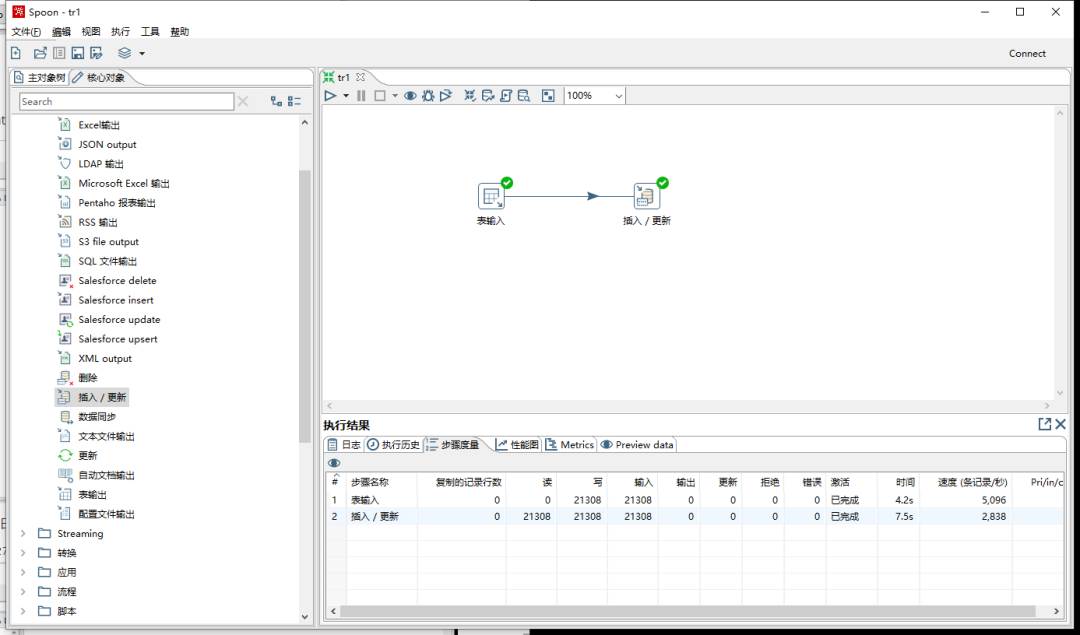 Spoon - tr1
文件(F) 编辑 视图 执行 工具 帮助
Connect
主对象树 核心对象
Search
Excel输出
JSON output
LDAP 输出
Microsoft Excel 输出
Pentaho 报表输出
RSS 输出
S3 file output
SQL 文件输出
Salesforce delete
Salesforce insert
Salesforce update
Salesforce upsert
XML output
删除
插入 / 更新
数据同步
文本文件输出
更新
自动文档输出
表输出
配置文件输出
Streaming
转换
应用
流程
脚本
tr1
100%
表输入 插入 / 更新
执行结果
日志 执行历史 步骤度量 性能图 Metrics Preview data
# 步骤名称 复制的记录行数 读 写 输入 输出 更新 拒绝 错误 激活 时间 速度 (条记录/秒) Pri/in/o
1 表输入 0 0 21308 21308 0 0 0 0 已完成 4.2s 5,096
2 插入 / 更新 0 21308 21308 21308 0 0 0 0 已完成 7.5s 2,838